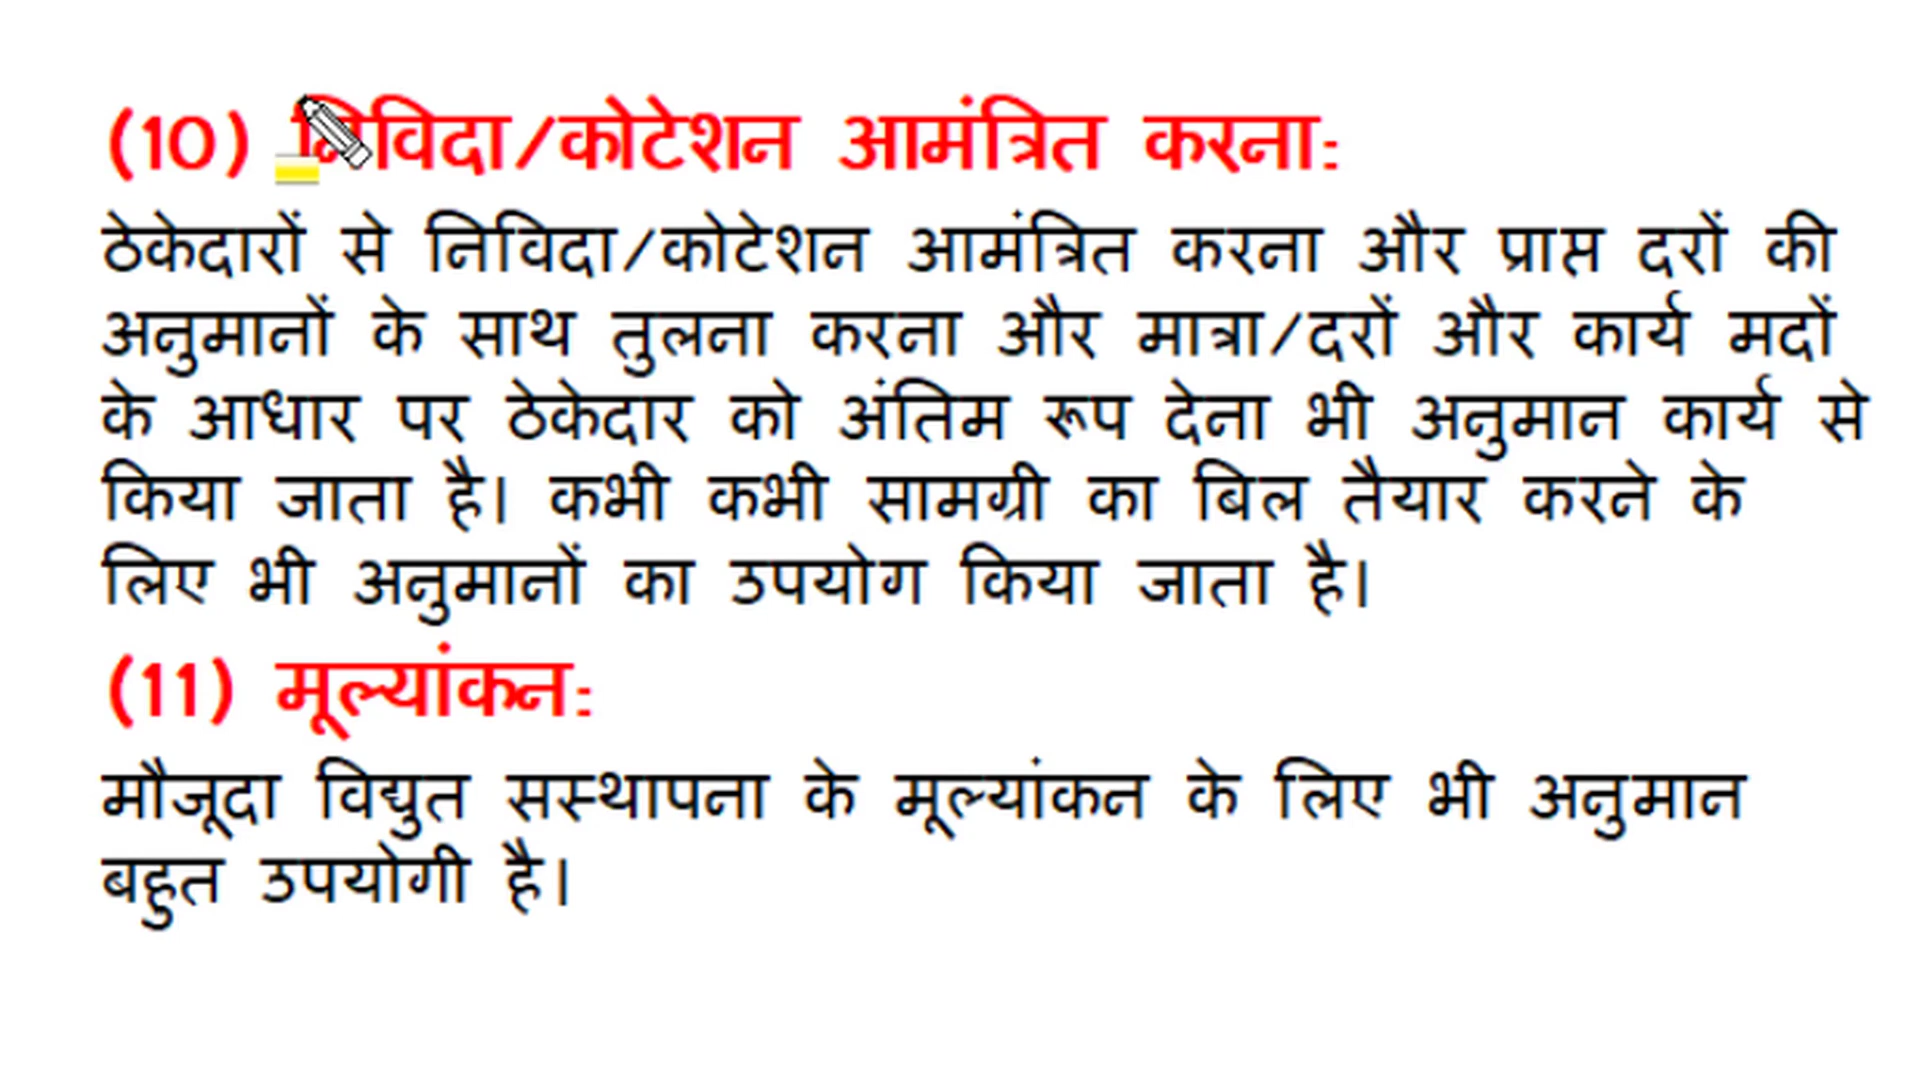 (10) निविदा/कोटेशन आमंत्रित करना:
ठेकेदारों से निविदा/कोटेशन आमंत्रित करना और प्राप्त दरों की
अनुमानों के साथ तुलना करना और मात्रा/दरों और कार्य मदों
के आधार पर ठेकेदार को अंतिम रूप देना भी अनुमान कार्य से
किया जाता है। कभी कभी सामग्री का बिल तैयार करने के
लिए भी अनुमानों का उपयोग किया जाता है।
(11) मूल्यांकन:
मौजूदा विद्युत सस्थापना के मूल्यांकन के लिए भी अनुमान
बहुत उपयोगी है।